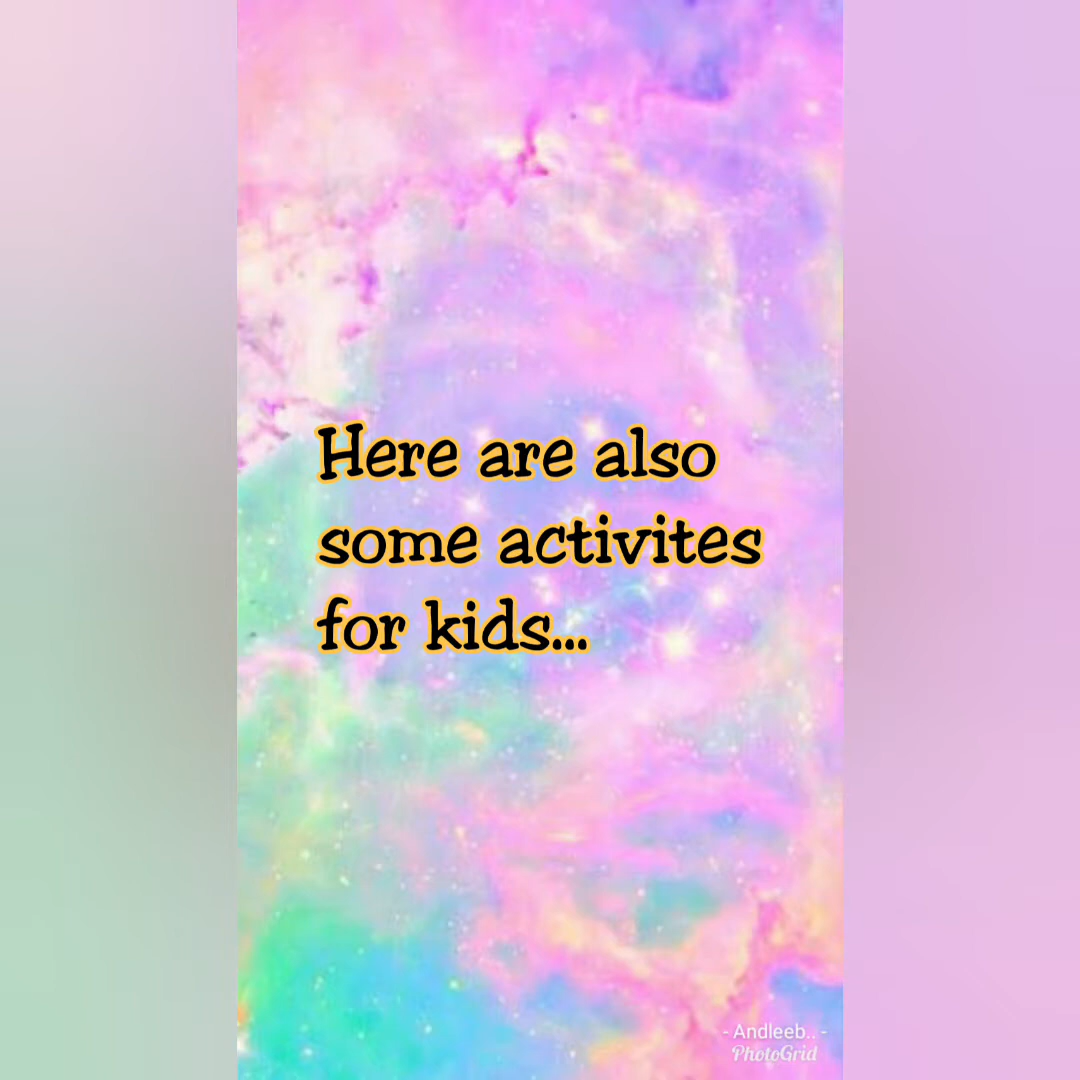 Here are also
some activites
for kids...
- Andleeb.. -
PhotoGrid